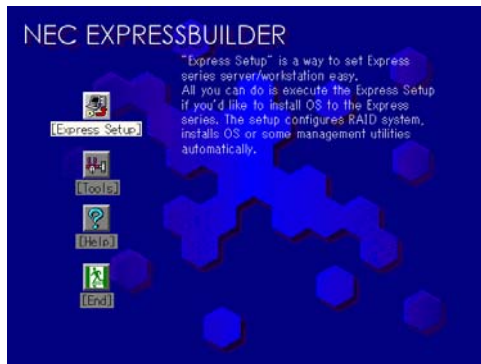 NEC EXPRESSBUILDER
"Express Setup" is a way to set Express
series server/workstation easy.
All you can do is execute the Express Setup
if you'd like to install OS to the Express
series. The setup configures RAID system,
installs OS or some management utilities
automatically.
[Express Setup]
[Tools]
[Help]
[End]